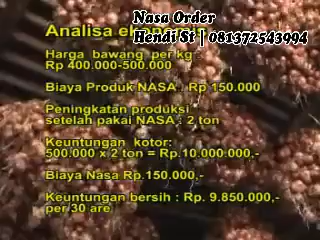 Nasa Order
Hendi St | 081372543994
Analisa
Harga bawang per kg :
Rp 400.000-500.000
Biaya Produk NASA : Rp 150.000
Peningkatan produksi
setelah pakai NASA : 2 ton
Keuntungan kotor:
500.000 x 2 ton = Rp.10.000.000,-
Biaya Nasa Rp.150.000,-
Keuntungan bersih : Rp. 9.850.000,-
per 30 are